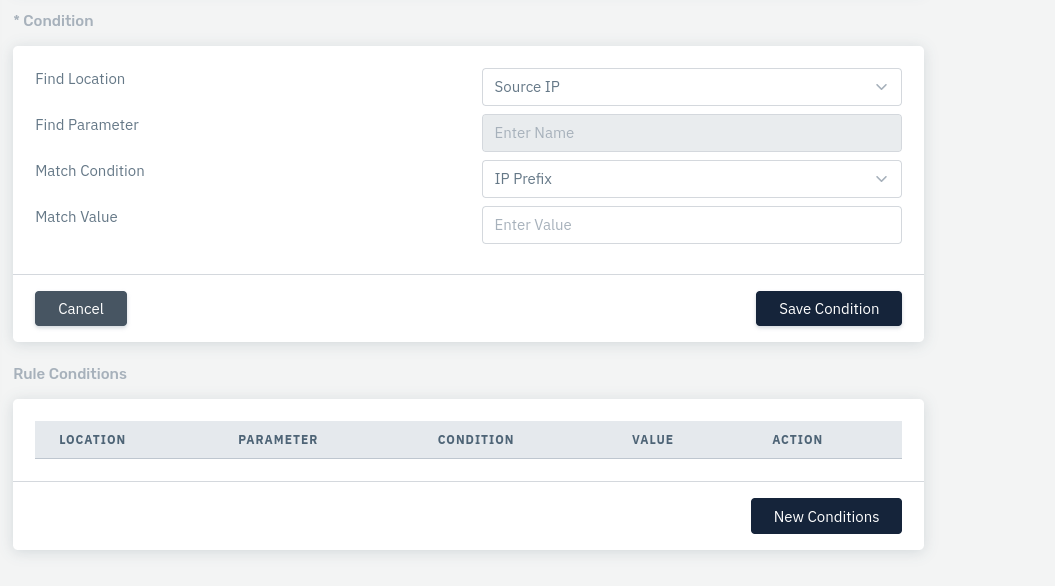 * Condition
Find Location
Source IP
Find Parameter
Enter Name
Match Condition
IP Prefix
Match Value
Enter Value
Cancel
Save Condition
Rule Conditions
LOCATION PARAMETER CONDITION VALUE ACTION
New Conditions